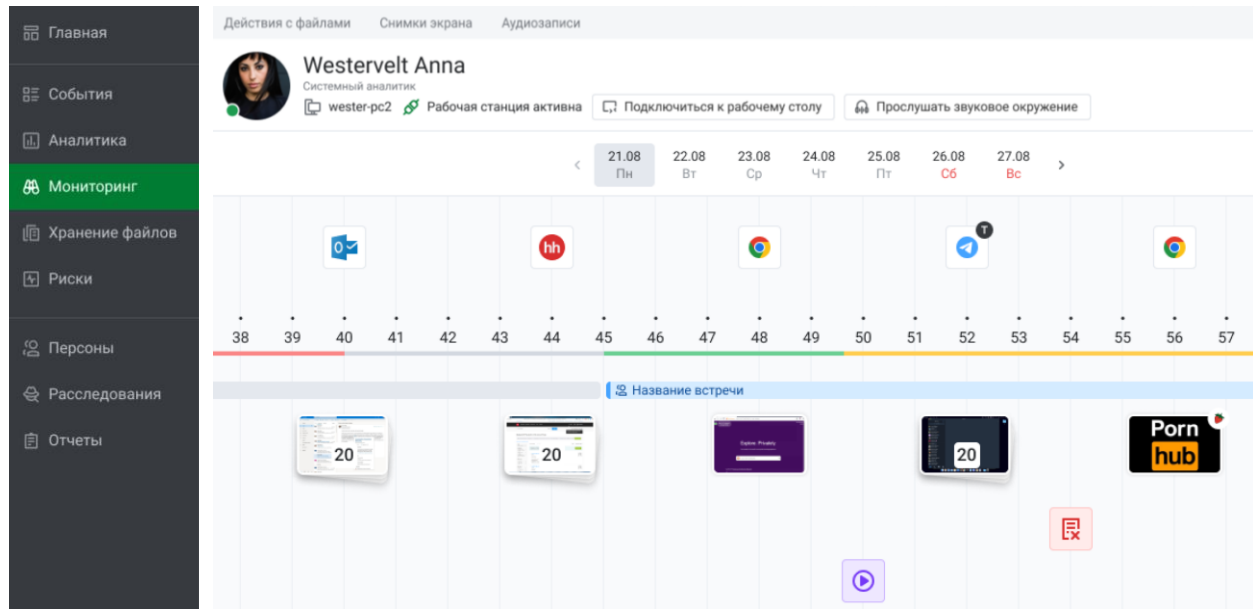 Главная
События
Аналитика
Мониторинг
Хранение файлов
Риски
Персоны
Расследования
Отчеты
Действия с файлами Снимки экрана Аудиозаписи
Westervelt Anna
Системный аналитик
wester-pc2 Рабочая станция активна Подключиться к рабочему столу Прослушать звуковое окружение
21.08 22.08 23.08 24.08 25.08 26.08 27.08
Пн Вт Ср Чт Пт Сб Вс
hh
T
38 39 40 41 42 43 44 45 46 47 48 49 50 51 52 53 54 55 56 57
Название встречи
20 20 20
Porn
hub